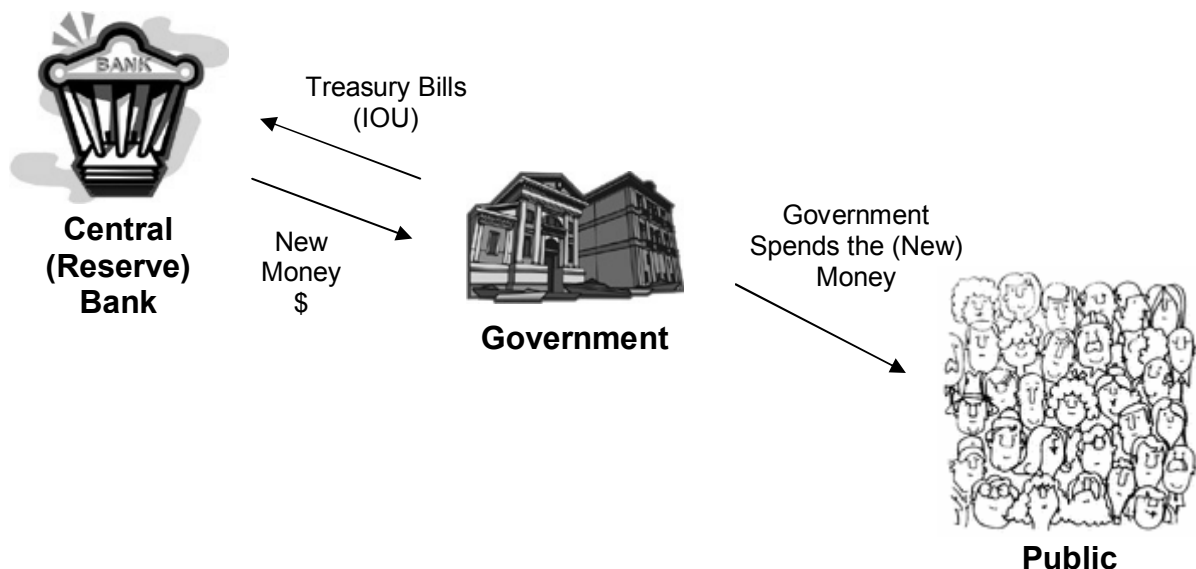 BANK
Treasury Bills
(IOU)
Central
(Reserve)
Bank
New
Money
$
Government
Government
Spends the (New)
Money
Public